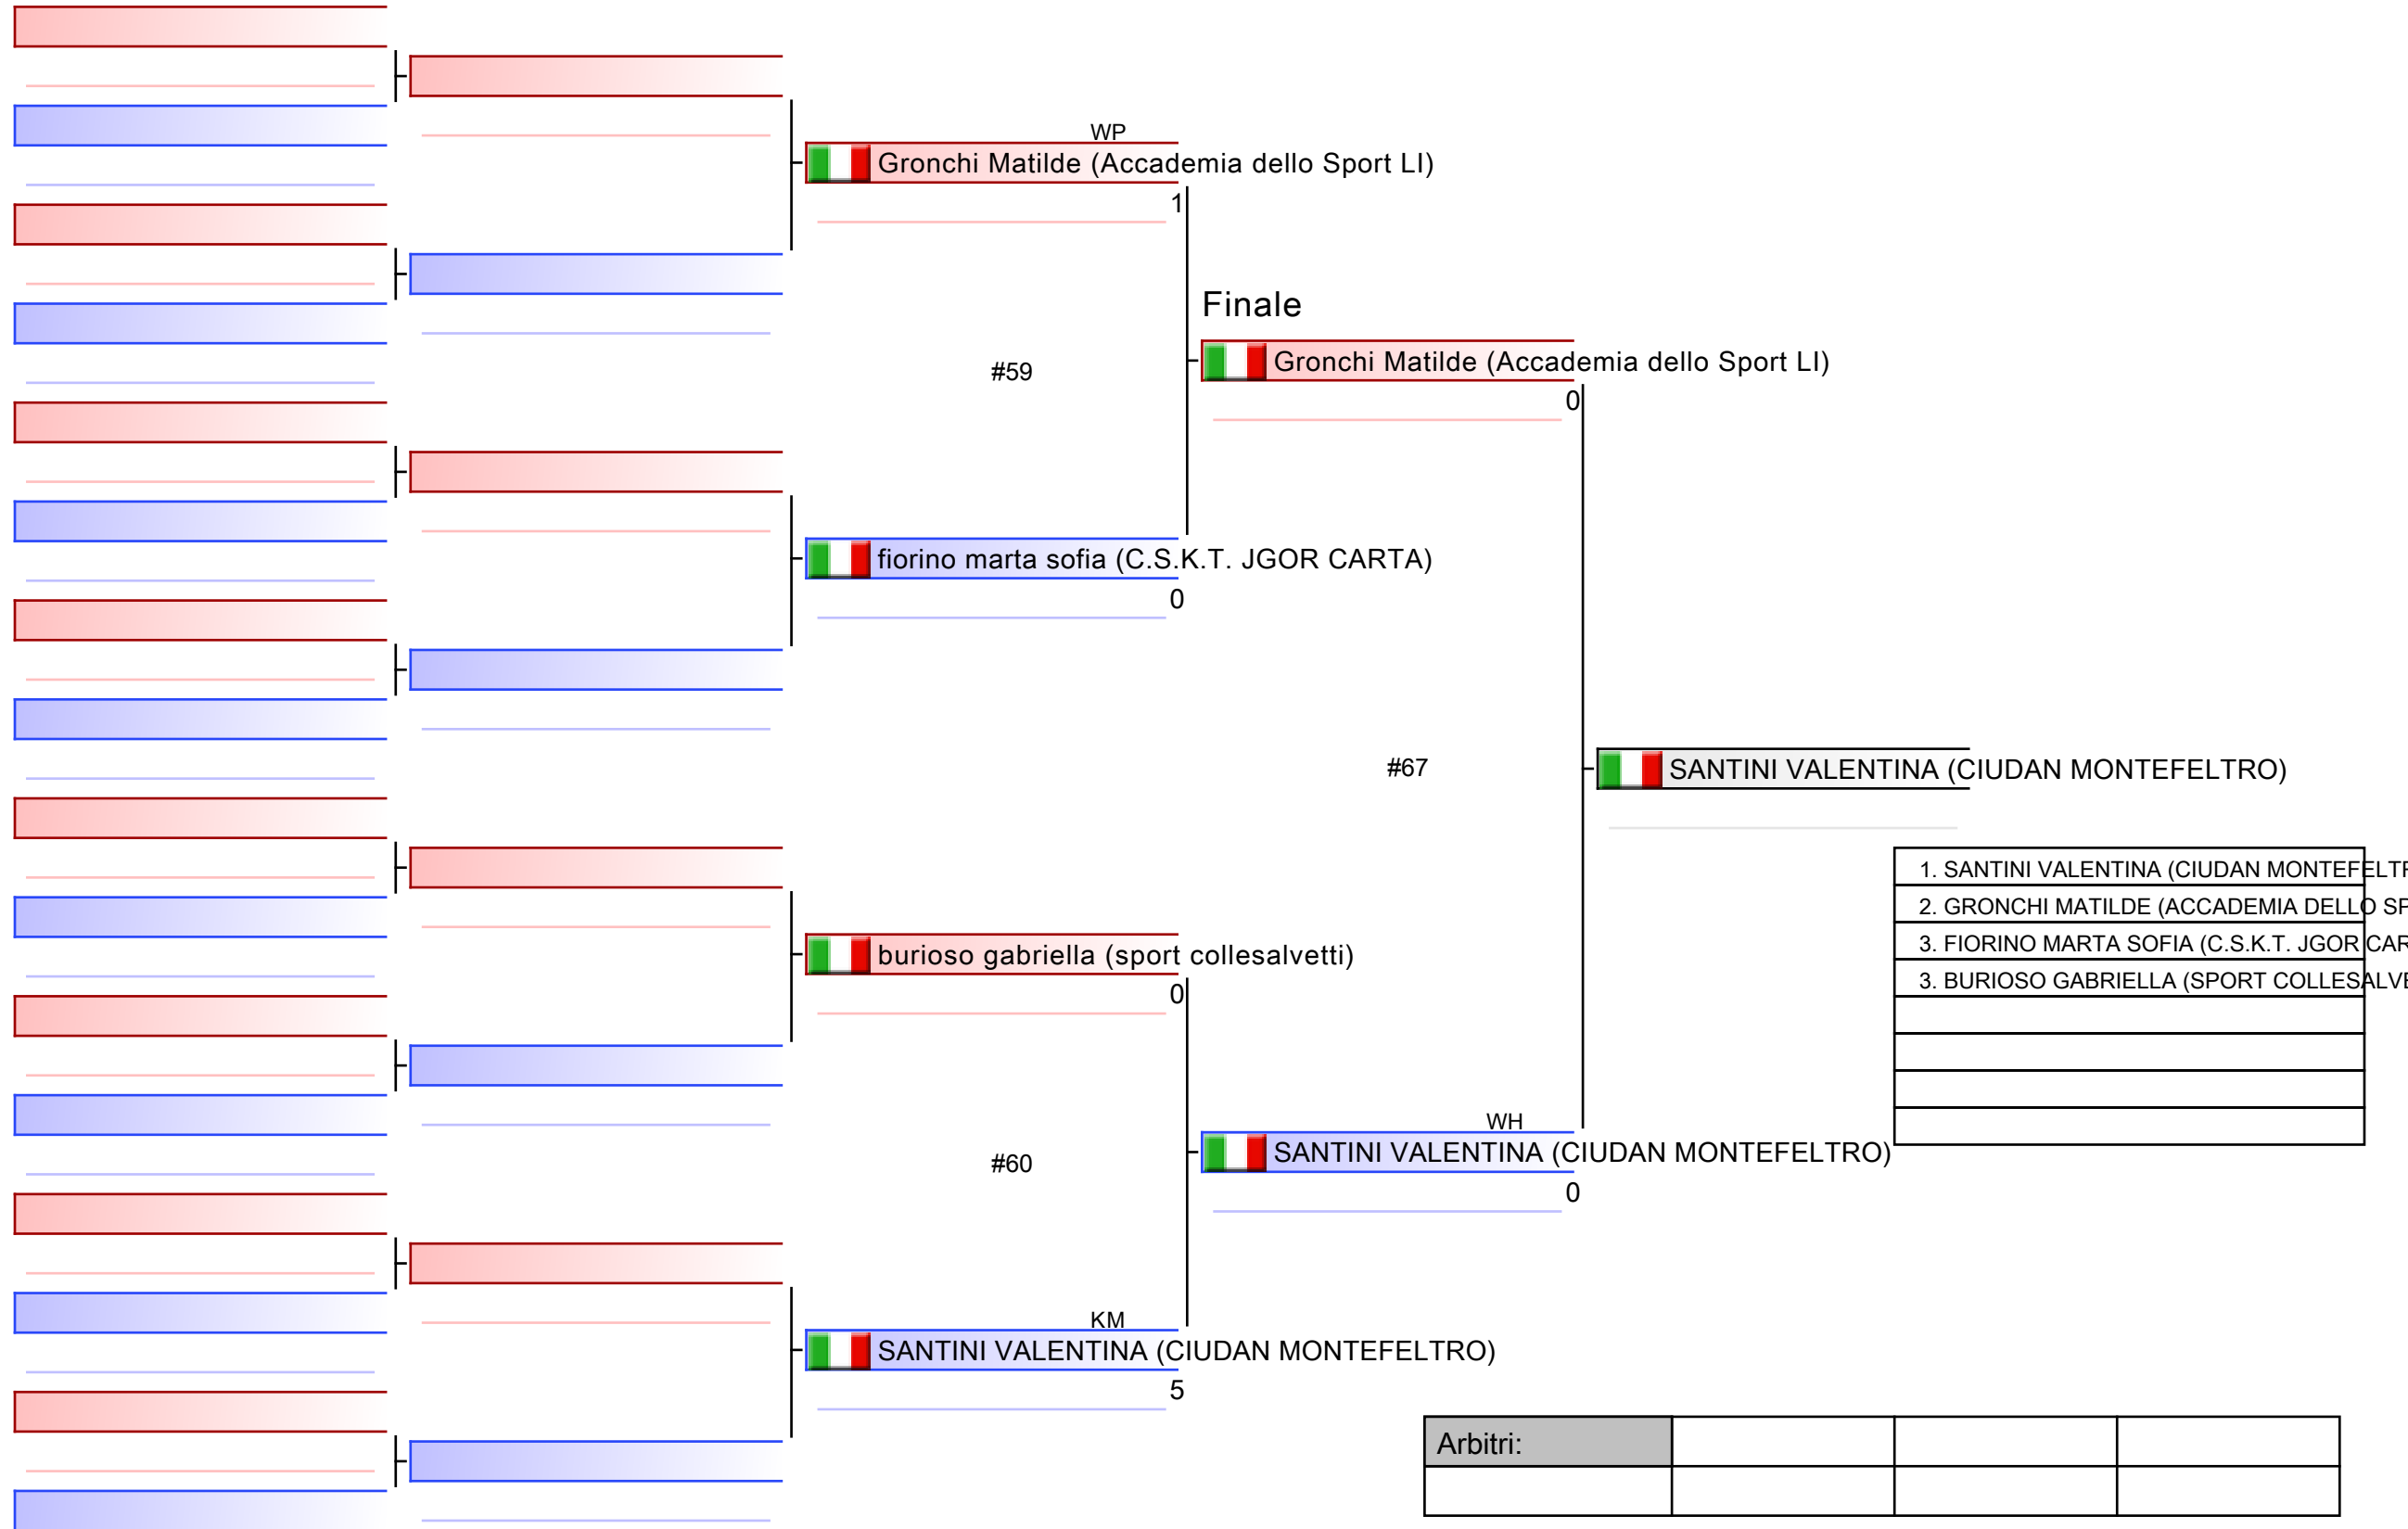 WP
Gronchi Matilde (Accademia dello Sport LI)
1
Finale
#59
Gronchi Matilde (Accademia dello Sport LI)
0
fiorino marta sofia (C.S.K.T. JGOR CARTA)
0
#67
SANTINI VALENTINA (CIUDAN MONTEFELTRO)
1. SANTINI VALENTINA (CIUDAN MONTEFELTR
2. GRONCHI MATILDE (ACCADEMIA DELLO SP
3. FIORINO MARTA SOFIA (C.S.K.T. JGOR CAR
3. BURIOSO GABRIELLA (SPORT COLLESALVE
burioso gabriella (sport collesalvetti)
0
WH
SANTINI VALENTINA (CIUDAN MONTEFELTRO)
0
#60
KM
SANTINI VALENTINA (CIUDAN MONTEFELTRO)
5
Arbitri: